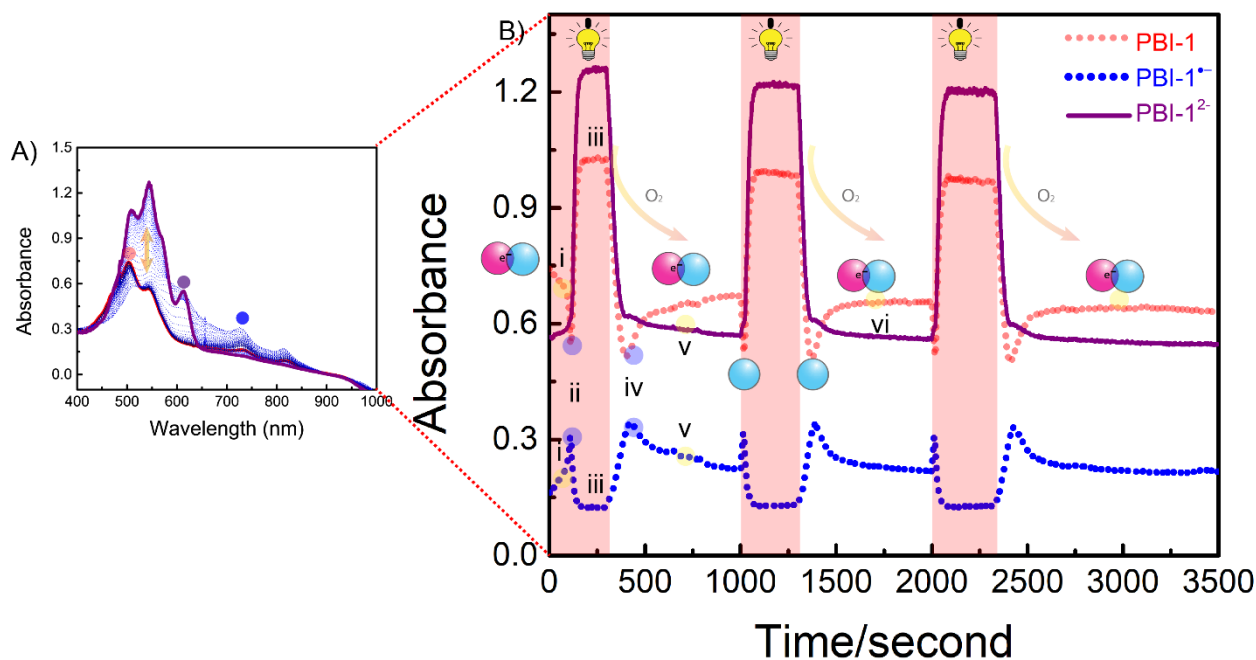 A)
Absorbance
1.5
1.2
0.9
0.6
0.3
0.0
400 500 600 700 800 900 1000
Wavelength (nm)
B)
Absorbance
1.2
0.9
0.6
0.3
0.0
PBI-1
PBI-1•−
PBI-1²⁻
iii
O₂
O₂
O₂
e⁻
i
e⁻
e⁻
e⁻
v
vi
ii
iv
i
v
iii
0 500 1000 1500 2000 2500 3000 3500
Time/second